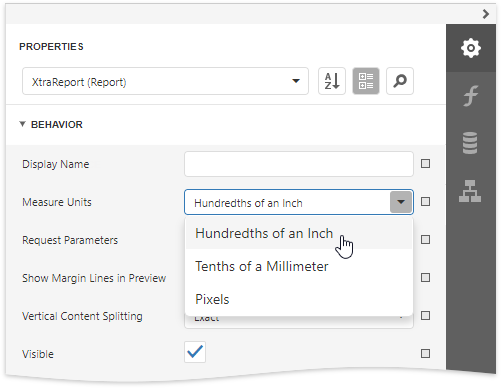 PROPERTIES
XtraReport (Report)
A
Z
BEHAVIOR
Display Name
Measure Units
Hundredths of an Inch
Hundredths of an Inch
Request Parameters
Tenths of a Millimeter
Show Margin Lines in Preview
Pixels
Vertical Content Splitting
Exact
Visible